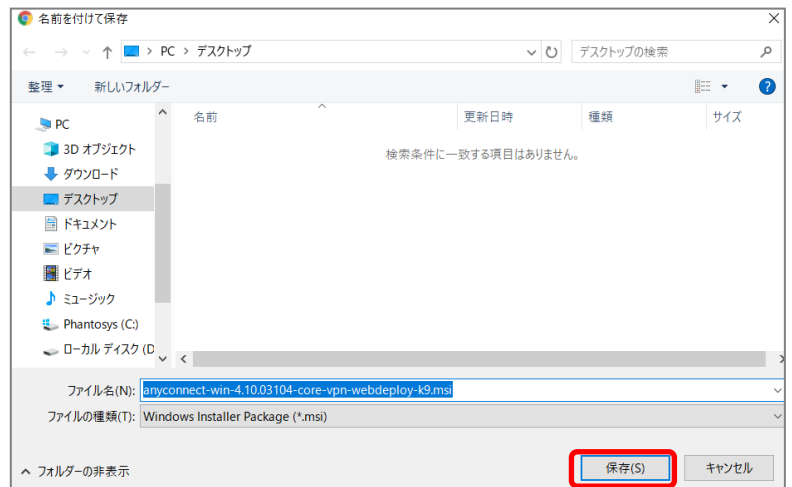 名前を付けて保存
PC > デスクトップ
デスクトップの検索
整理
新しいフォルダー
PC
3D オブジェクト
ダウンロード
デスクトップ
ドキュメント
ピクチャ
ビデオ
ミュージック
Phantosys (C:)
ローカル ディスク (D
名前
更新日時
種類
サイズ
検索条件に一致する項目はありません。
ファイル名(N): anyconnect-win-4.10.03104-core-vpn-webdeploy-k9.msi
ファイルの種類(T): Windows Installer Package (*.msi)
フォルダーの非表示
保存(S)
キャンセル